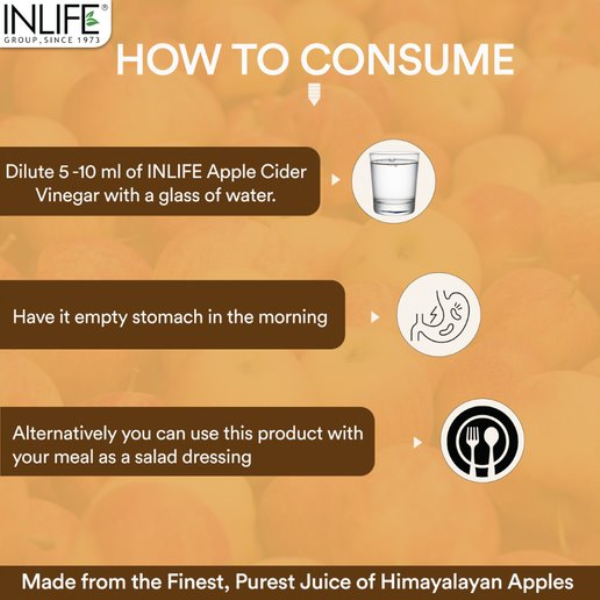 INLIFE®
GROUP, SINCE 1973
HOW TO CONSUME
Dilute 5 -10 ml of INLIFE Apple Cider
Vinegar with a glass of water.
Have it empty stomach in the morning
Alternatively you can use this product with
your meal as a salad dressing
Made from the Finest, Purest Juice of Himayalayan Apples